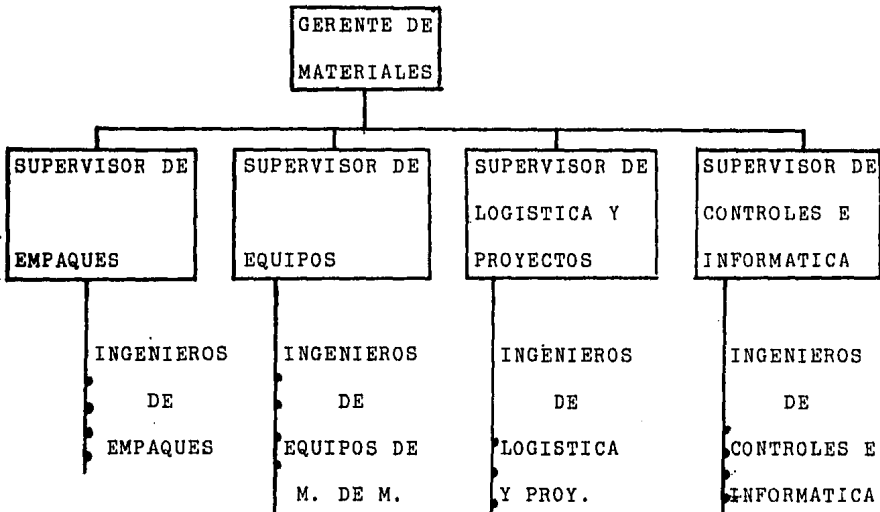 GERENTE DE
MATERIALES
SUPERVISOR DE
EMPAQUES
SUPERVISOR DE
EQUIPOS
SUPERVISOR DE
LOGISTICA Y
PROYECTOS
SUPERVISOR DE
CONTROLES E
INFORMATICA
INGENIEROS
DE
EMPAQUES
INGENIEROS
DE
EQUIPOS DE
M. DE M.
INGENIEROS
DE
LOGISTICA
Y PROY.
INGENIEROS
DE
CONTROLES E
INFORMATICA